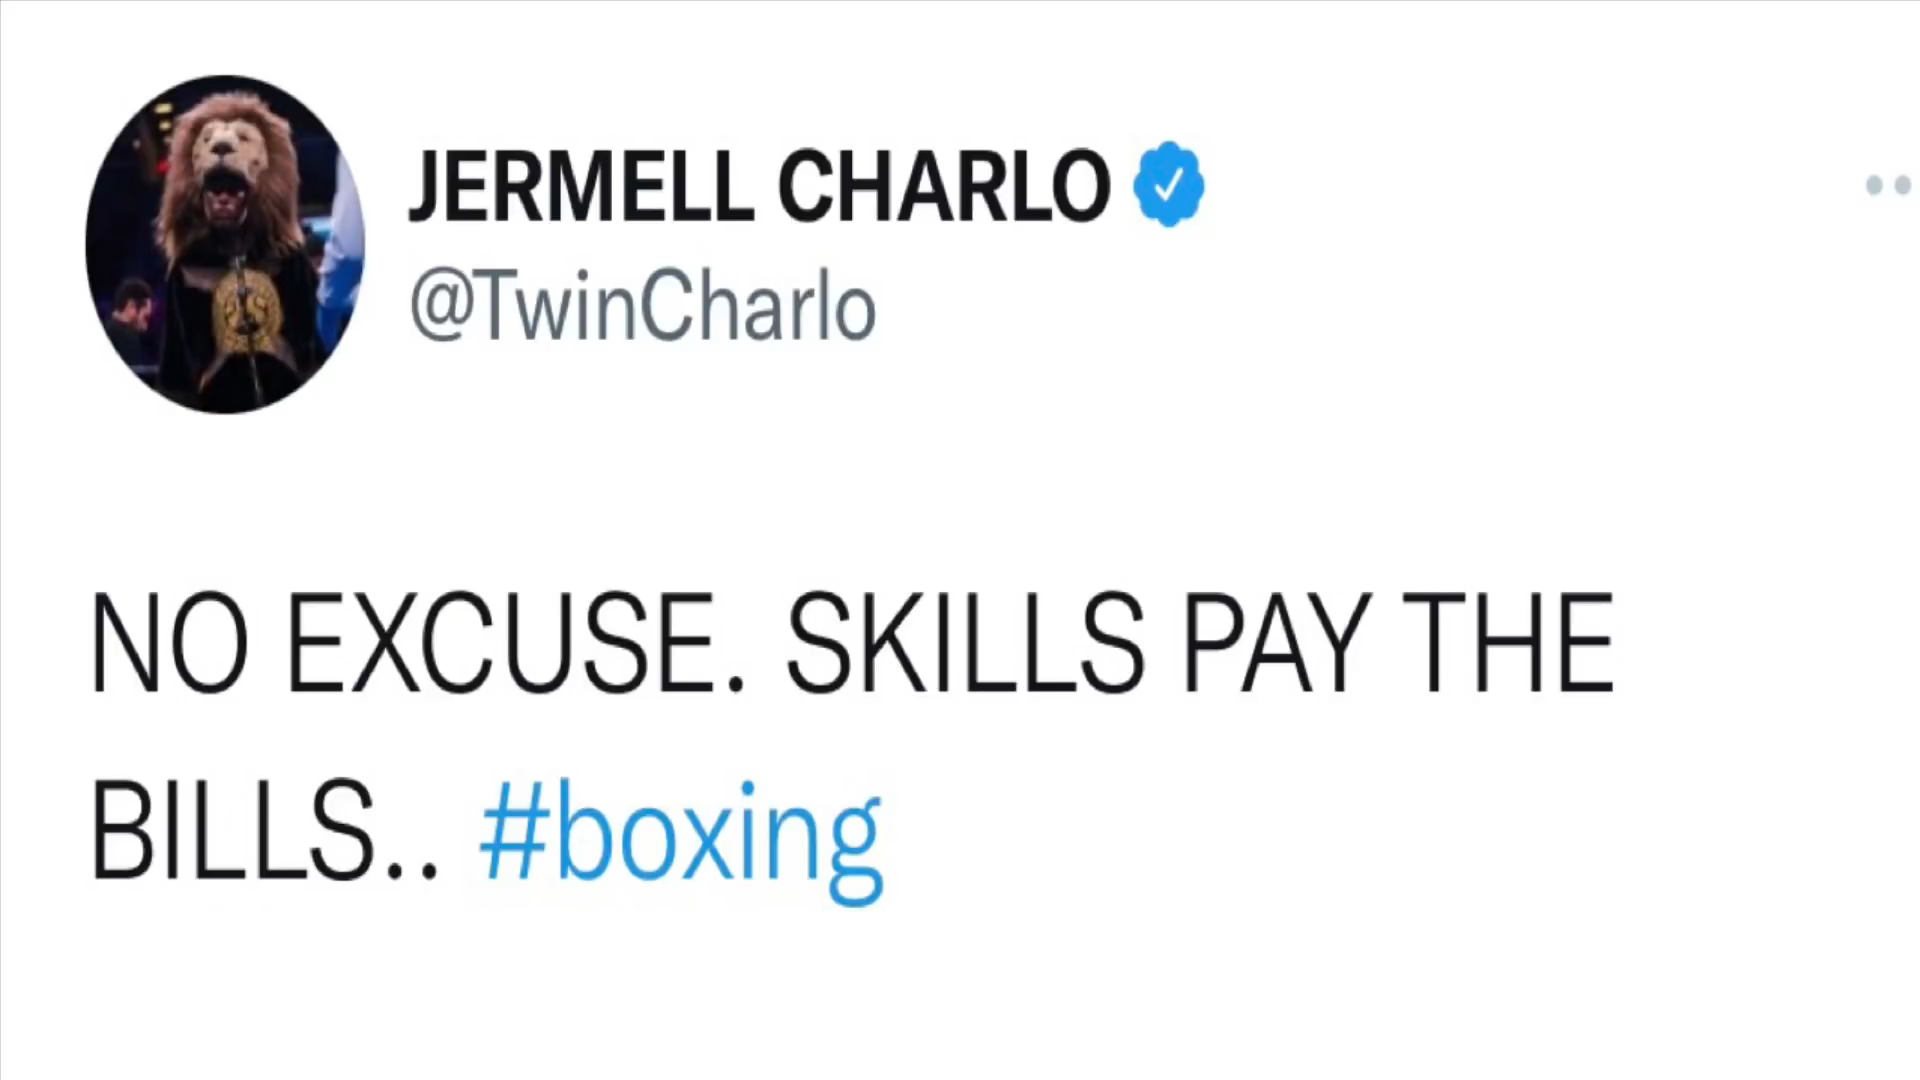 JERMELL CHARLO
@TwinCharlo
NO EXCUSE. SKILLS PAY THE
BILLS.. #boxing